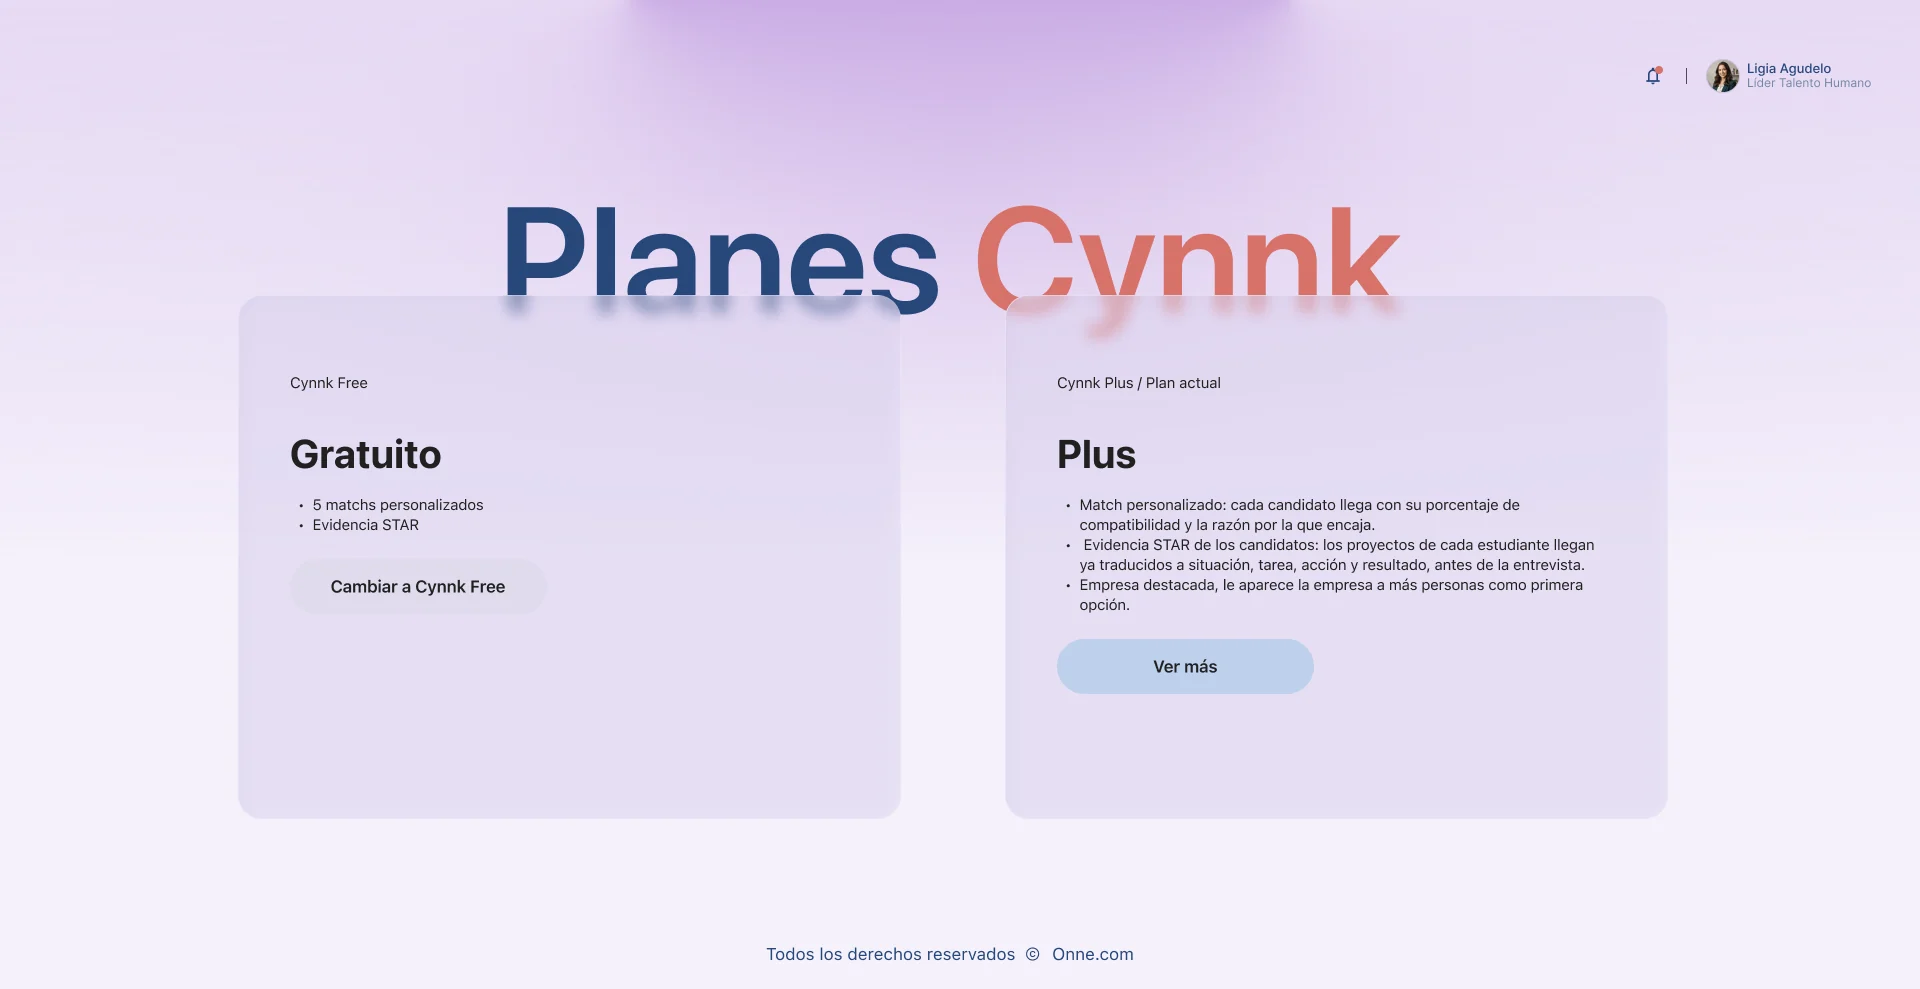 Ligia Agudelo
Líder Talento Humano
Planes Cynnk
Cynnk Free
Gratuito
• 5 matchs personalizados
• Evidencia STAR
Cambiar a Cynnk Free
Cynnk Plus / Plan actual
Plus
• Match personalizado: cada candidato llega con su porcentaje de
compatibilidad y la razón por la que encaja.
• Evidencia STAR de los candidatos: los proyectos de cada estudiante llegan
ya traducidos a situación, tarea, acción y resultado, antes de la entrevista.
• Empresa destacada, le aparece la empresa a más personas como primera
opción.
Ver más
Todos los derechos reservados © Onne.com